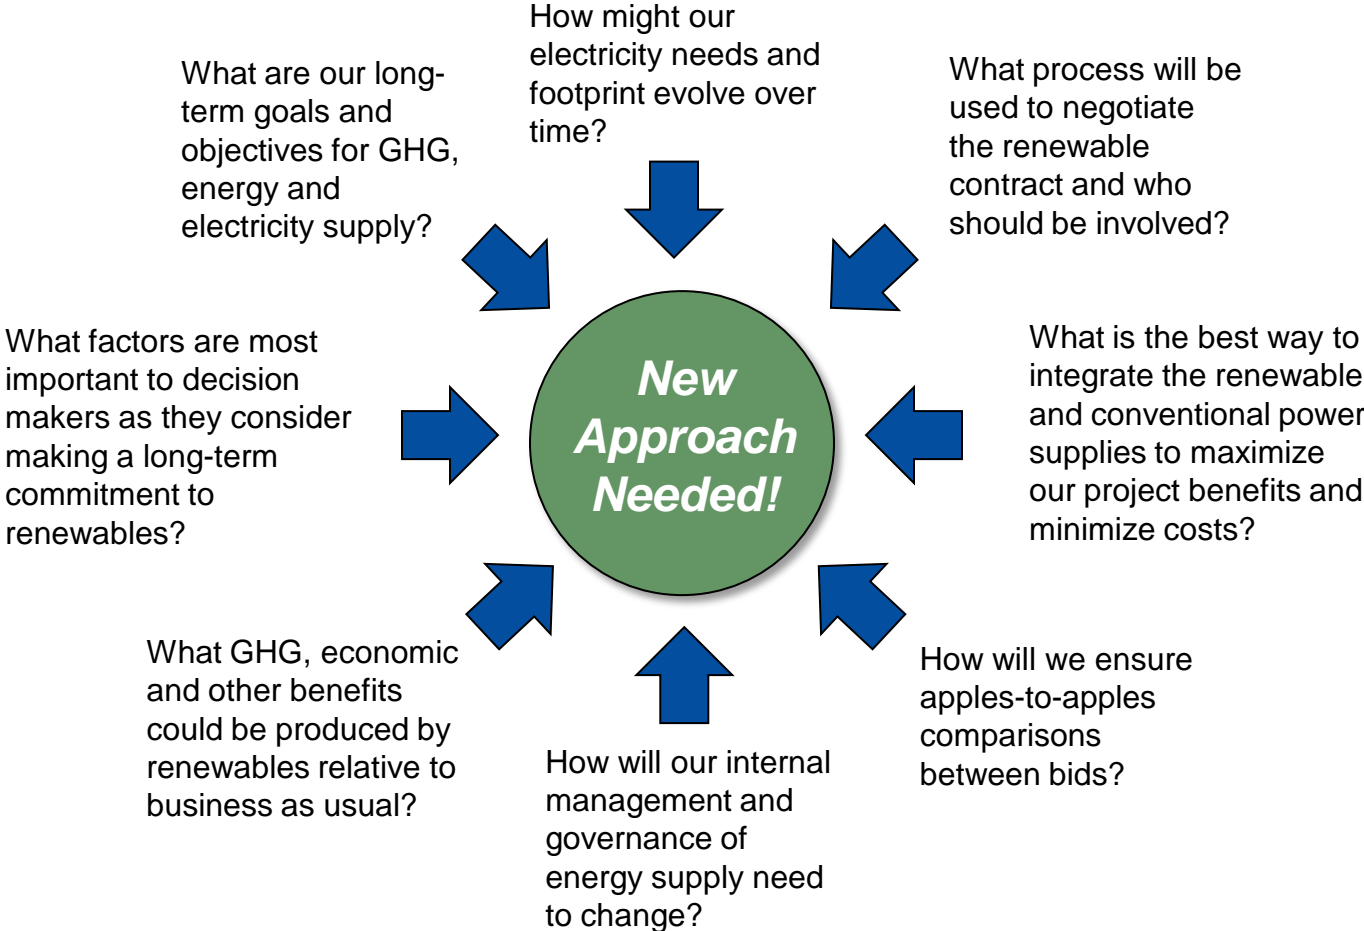 How might our
electricity needs and
footprint evolve over
time?
What are our long-
term goals and
objectives for GHG,
energy and
electricity supply?
What process will be
used to negotiate
the renewable
contract and who
should be involved?
What factors are most
important to decision
makers as they consider
making a long-term
commitment to
renewables?
New
Approach
Needed!
What is the best way to
integrate the renewable
and conventional power
supplies to maximize
our project benefits and
minimize costs?
What GHG, economic
and other benefits
could be produced by
renewables relative to
business as usual?
How will our internal
management and
governance of
energy supply need
to change?
How will we ensure
apples-to-apples
comparisons
between bids?